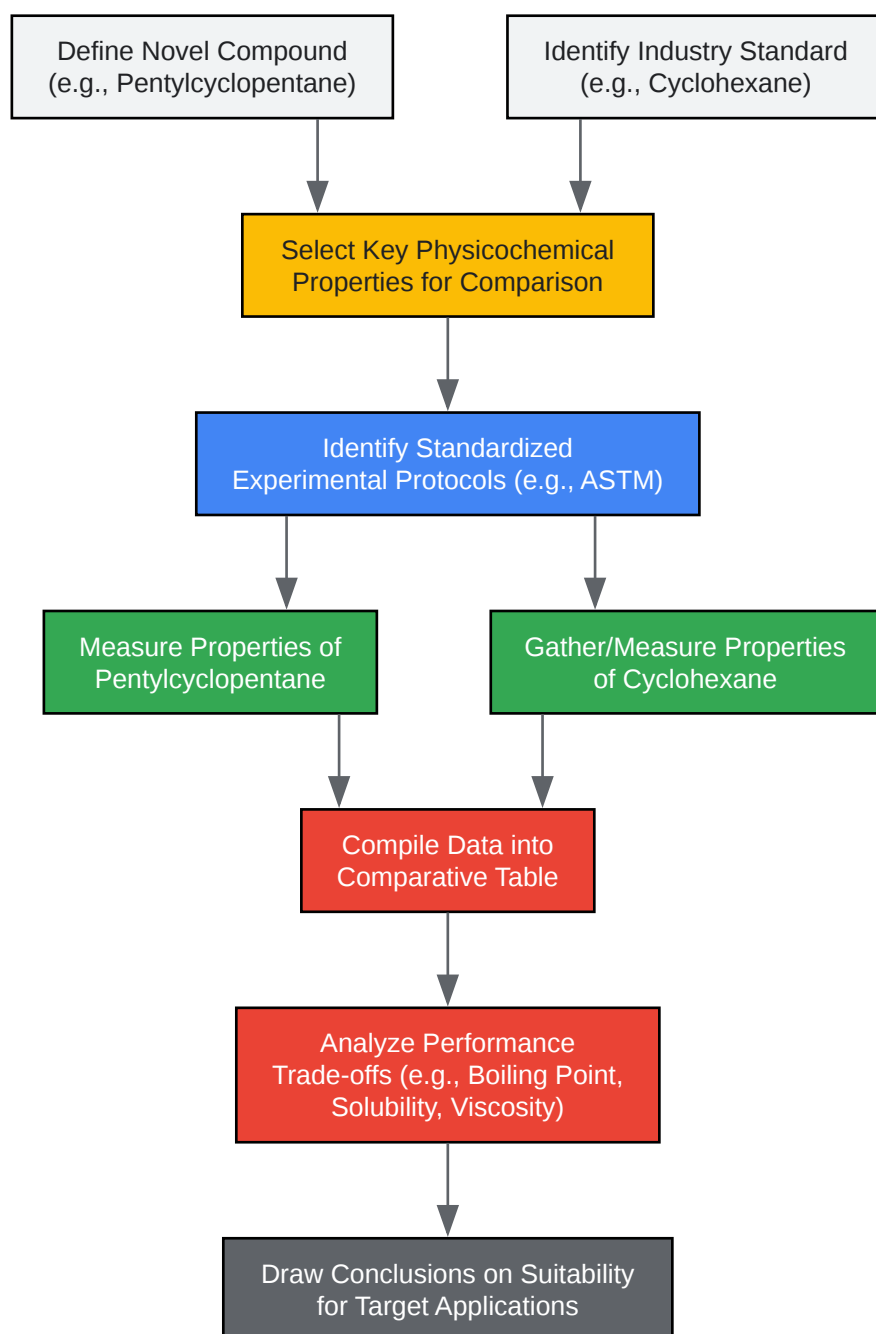 Define Novel Compound
(e.g., Pentylcyclopentane)
Identify Industry Standard
(e.g., Cyclohexane)
Select Key Physicochemical
Properties for Comparison
Identify Standardized
Experimental Protocols (e.g., ASTM)
Measure Properties of
Pentylcyclopentane
Gather/Measure Properties
of Cyclohexane
Compile Data into
Comparative Table
Analyze Performance
Trade-offs (e.g., Boiling Point,
Solubility, Viscosity)
Draw Conclusions on Suitability
for Target Applications